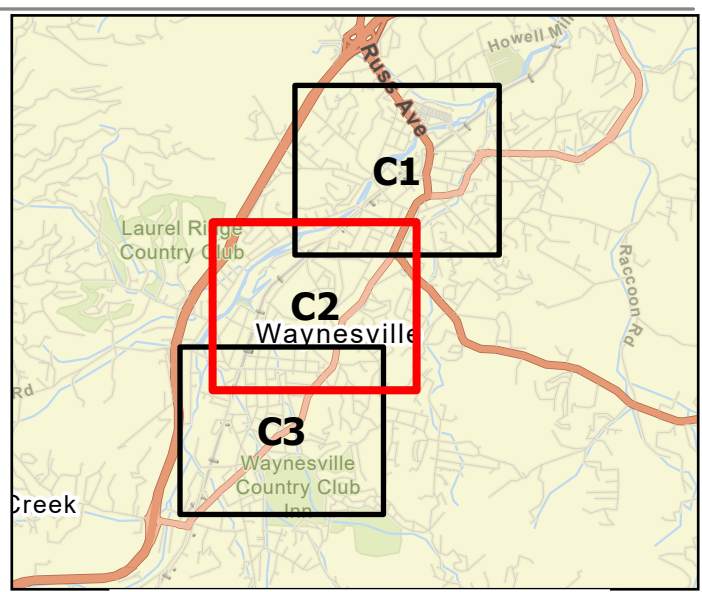 Howell Mil
Russ Ave
C1
Laurel Ridge
Country Club
Raccoon Rd
C2
Waynesville
Rd
C3
Waynesville
Country Club
Inn
Creek